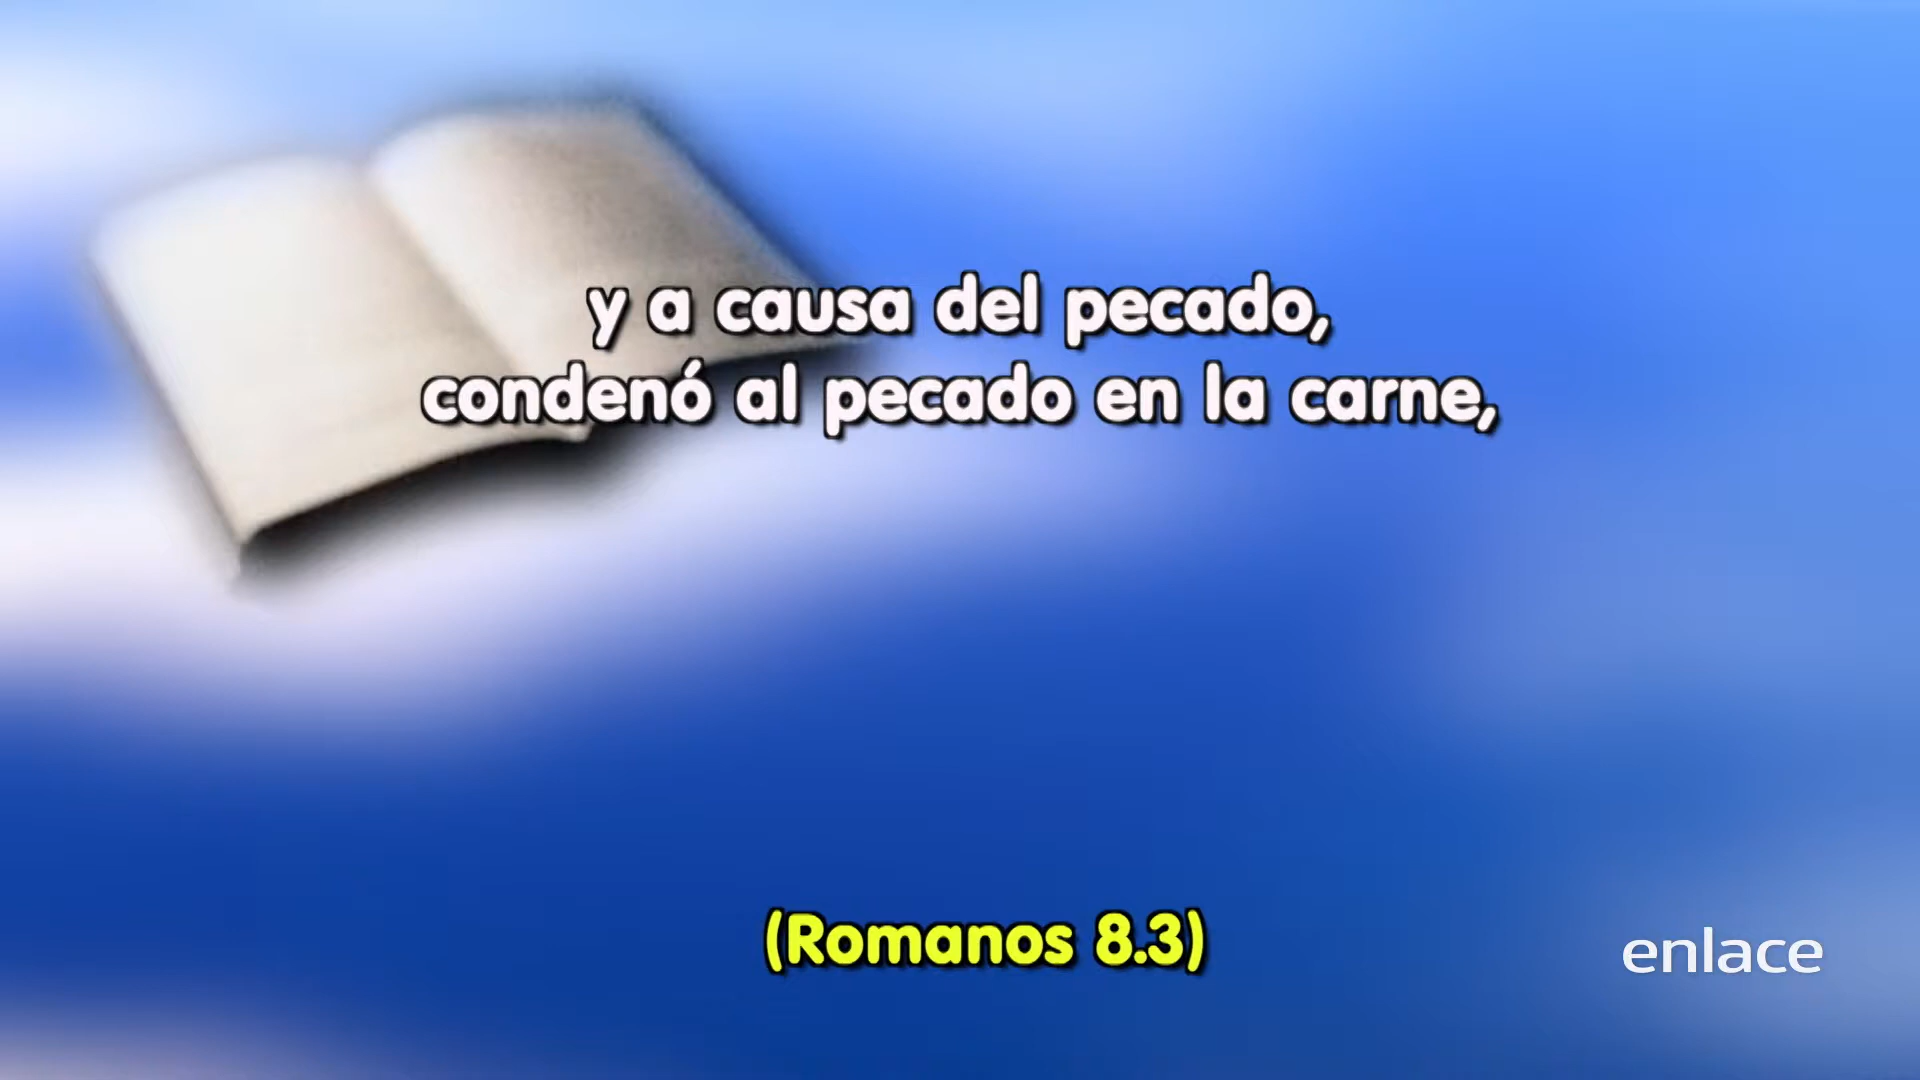 y a causa del pecado,
condenó al pecado en la carne,
(Romanos 8.3)
enlace